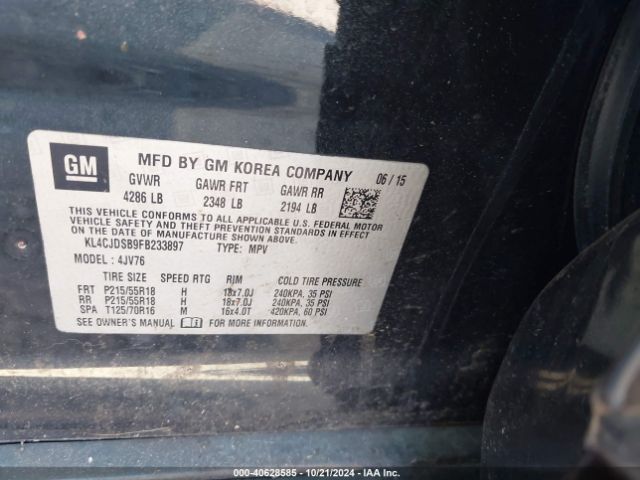 GM
MFD BY GM KOREA COMPANY 06 / 15
GVWR GAWR FRT GAWR RR
4286 LB 2348 LB 2194 LB
THIS VEHICLE CONFORMS TO ALL APPLICABLE U.S. FEDERAL MOTOR
VEHICLE SAFETY AND THEFT PREVENTION STANDARDS IN EFFECT ON
THE DATE OF MANUFACTURE SHOWN ABOVE.
KL4CJDSB9FB233897 TYPE: MPV
MODEL : 4JV76
TIRE SIZE SPEED RTG RIM COLD TIRE PRESSURE
FRT P215/55R18 H 18x7.0J 240KPA, 35 PSI
RR P215/55R18 H 18x7.0J 240KPA, 35 PSI
SPA T125/70R16 M 16x4.0T 420KPA, 60 PSI
SEE OWNER'S MANUAL FOR MORE INFORMATION
000-40628585 - 10/21/2024 - IAA Inc.